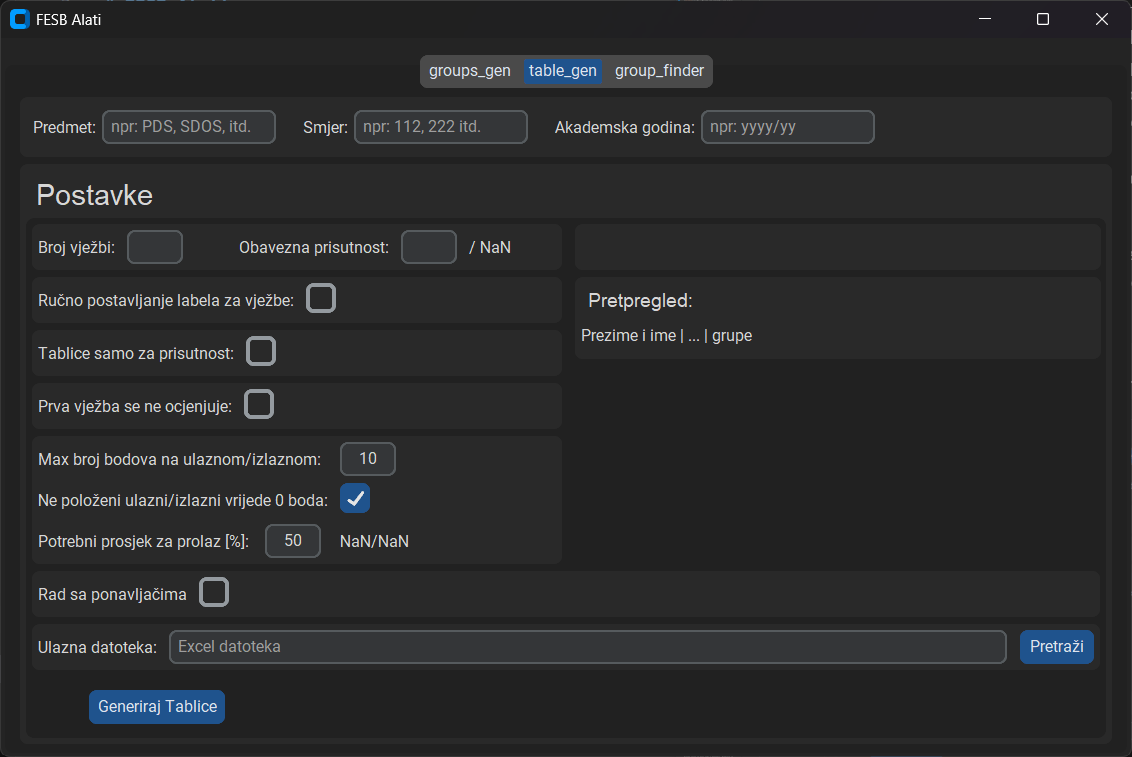 FESB Alati
groups_gen table_gen group_finder
Predmet: npr: PDS, SDOS, itd. Smjer: npr: 112, 222 itd. Akademska godina: npr: yyyy/yy
Postavke
Broj vježbi: Obavezna prisutnost: / NaN
Ručno postavljanje labela za vježbe:
Pretpregled:
Prezime i ime | ... | grupe
Tablice samo za prisutnost:
Prva vježba se ne ocjenjuje:
Max broj bodova na ulaznom/izlaznom: 10
Ne položeni ulazni/izlazni vrijede 0 boda:
Potrebni prosjek za prolaz [%]: 50 NaN/NaN
Rad sa ponavljačima
Ulazna datoteka: Excel datoteka Pretraži
Generiraj Tablice